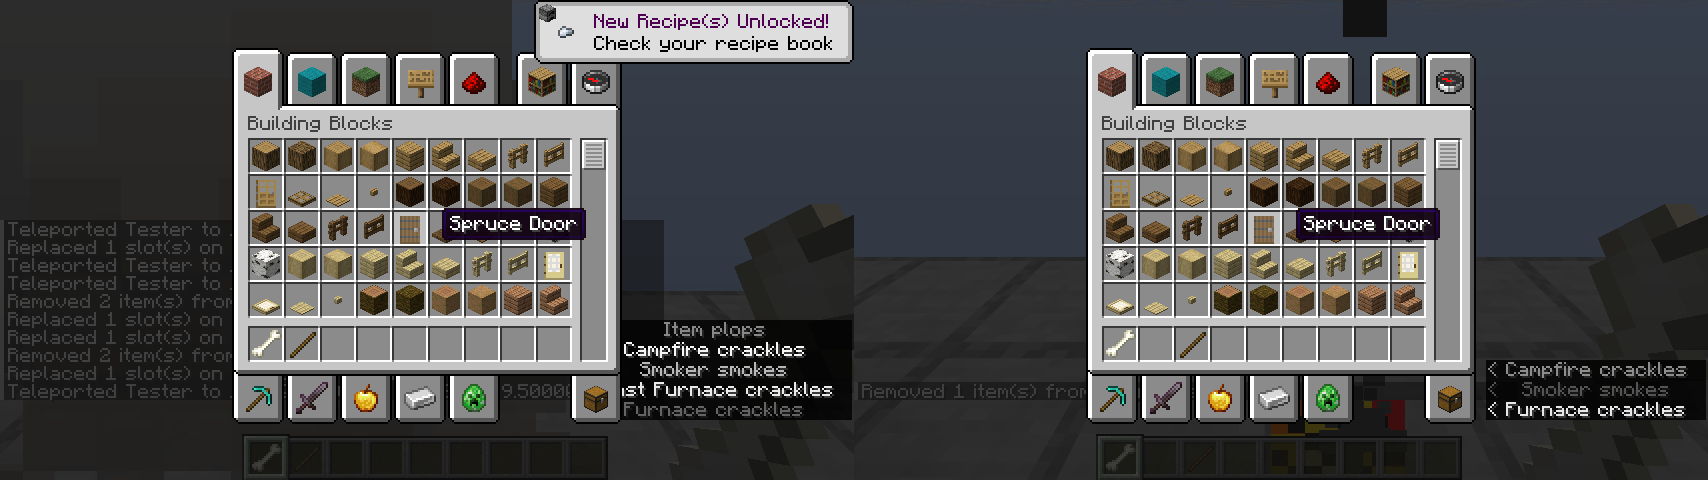 New Recipe(s) Unlocked!
Check your recipe book
Building Blocks
Spruce Door
Teleported Tester to .
Replaced 1 slot(s) on
Teleported Tester to .
Teleported Tester to .
Removed 2 item(s) from
Replaced 1 slot(s) on
Replaced 1 slot(s) on
Removed 2 item(s) from
Replaced 1 slot(s) on
Teleported Tester to .
9.5000
Item plops
Campfire crackles
Smoker smokes
st Furnace crackles
Furnace crackles
Building Blocks
Spruce Door
Removed 1 item(s) from
< Campfire crackles
< Smoker smokes
< Furnace crackles